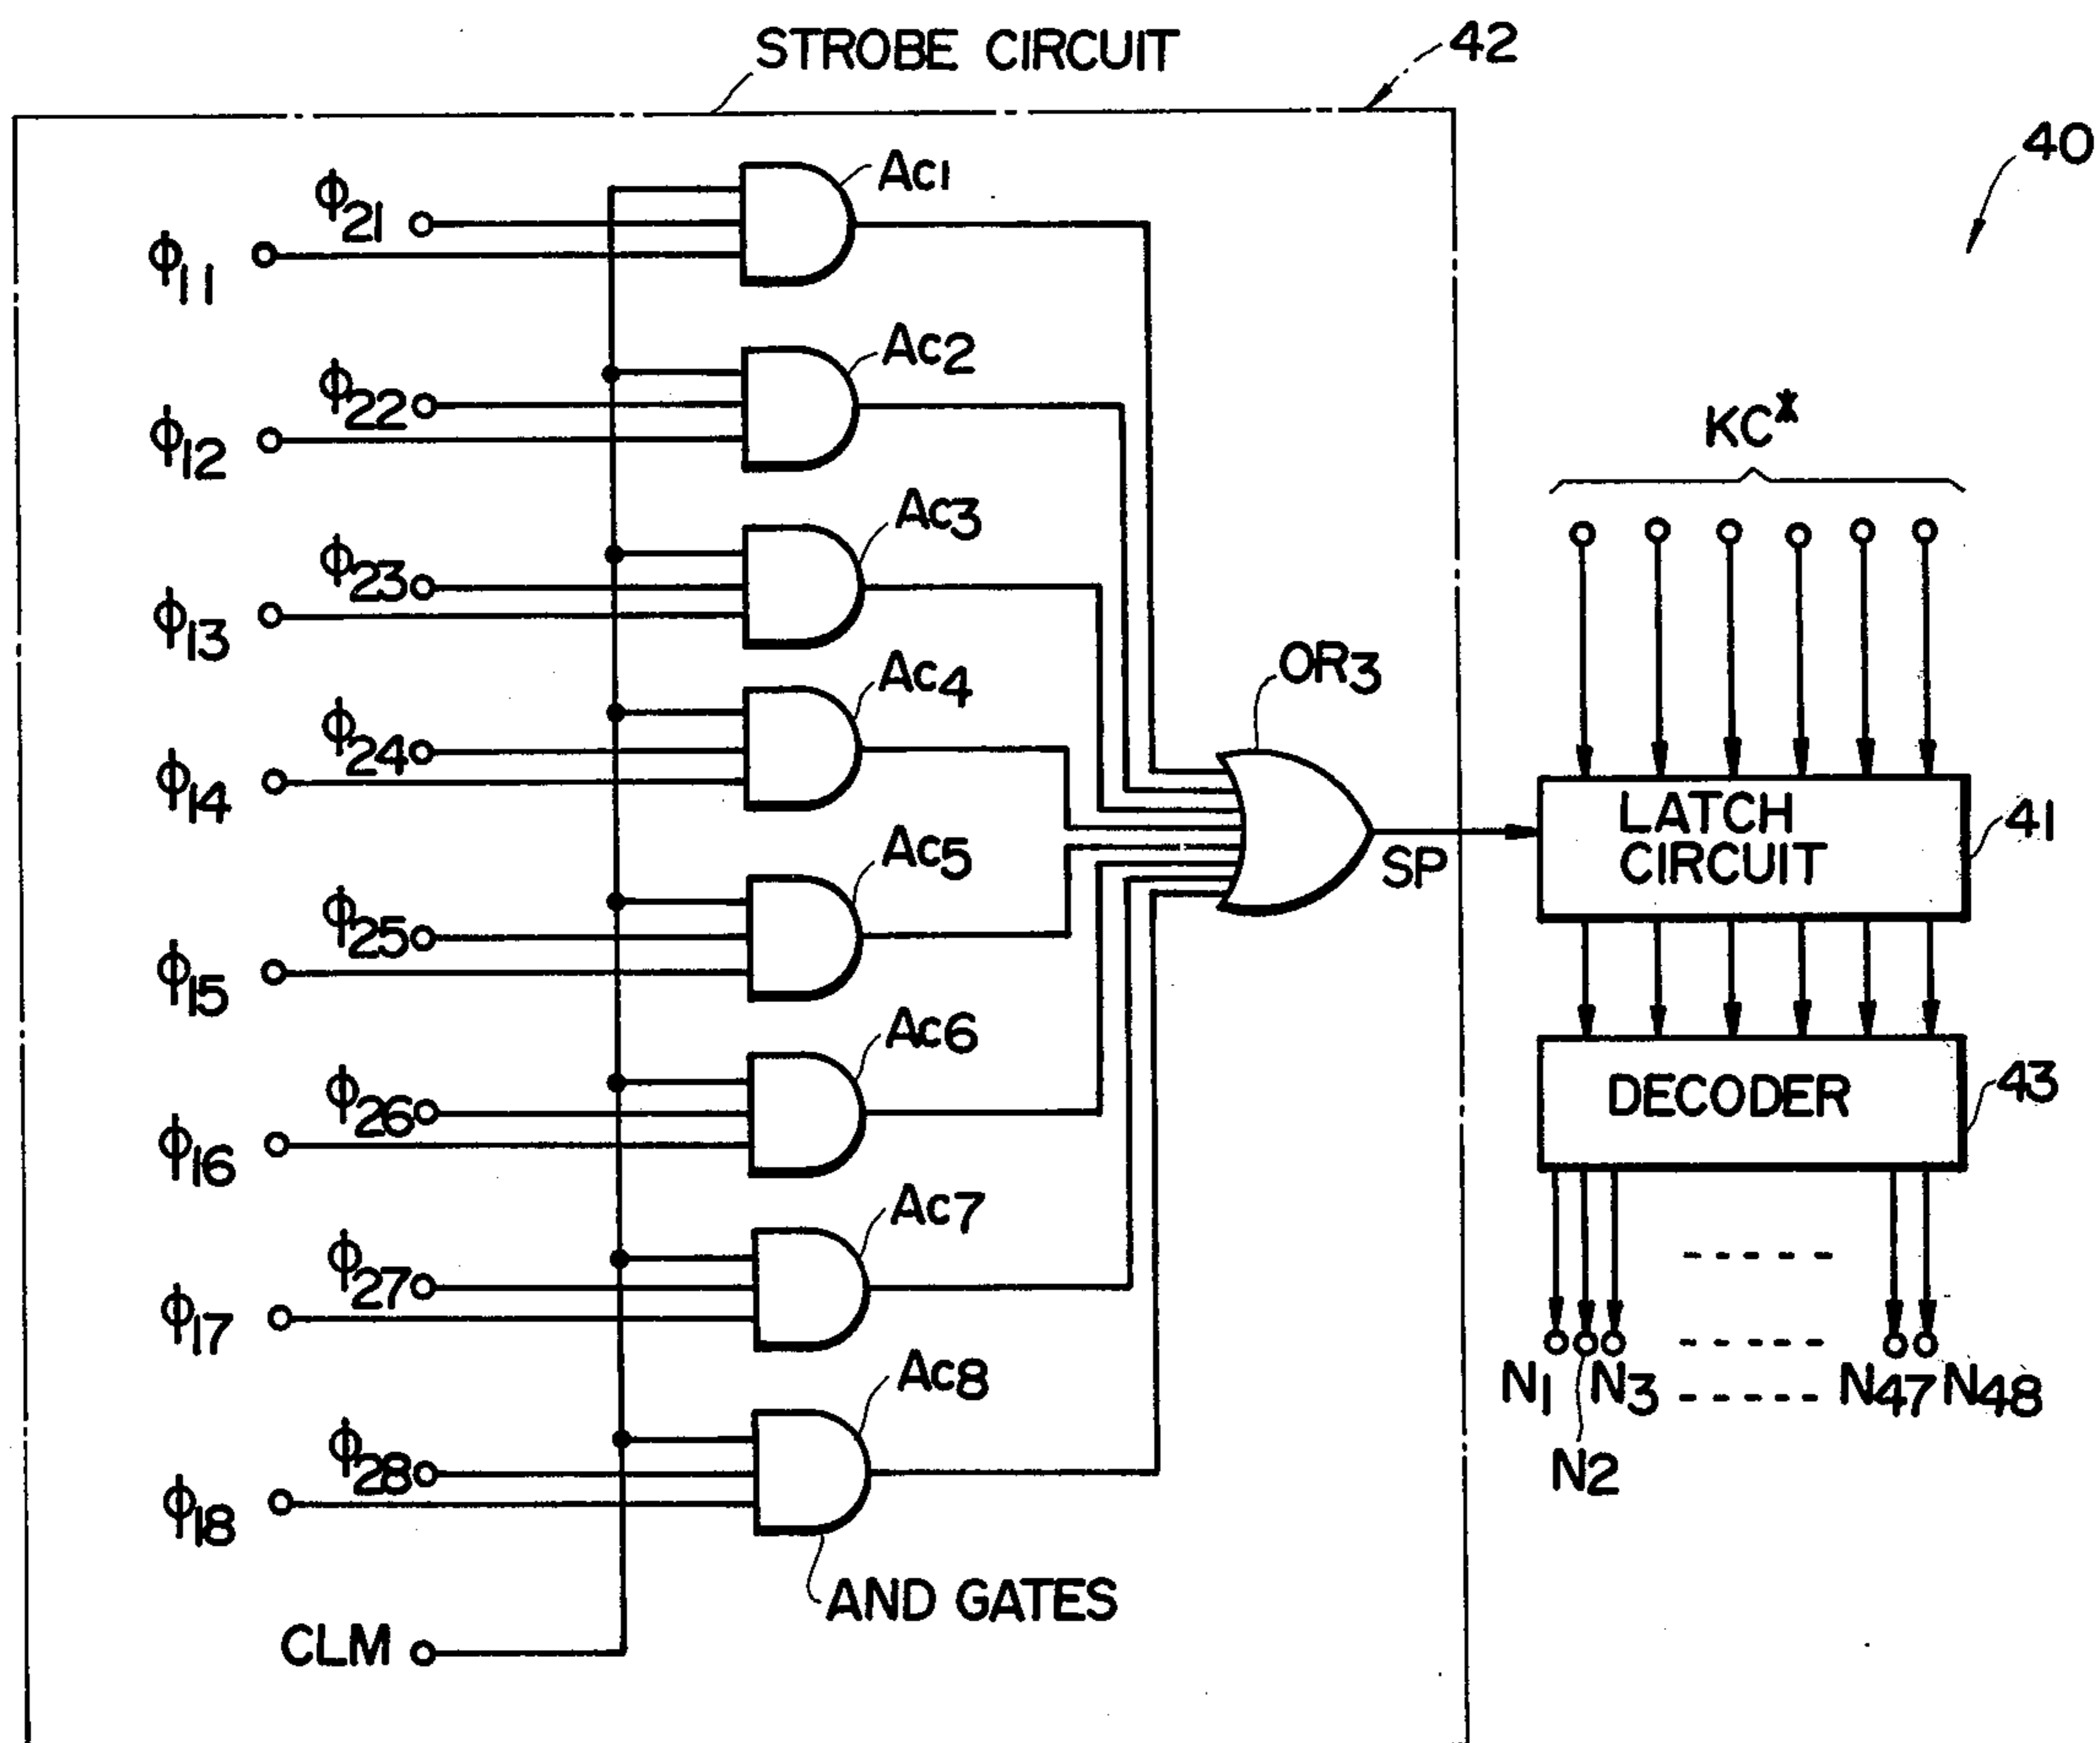 STROBE CIRCUIT
42
40
Ac1
ϕ21
ϕ11
Ac2
ϕ22
ϕ12
KC*
Ac3
ϕ23
ϕ13
OR3
Ac4
ϕ24
ϕ14
LATCH
CIRCUIT
41
SP
Ac5
ϕ25
ϕ15
Ac6
ϕ26
ϕ16
DECODER
43
Ac7
ϕ27
ϕ17
Ac8
ϕ28
ϕ18
N1 N3 ----- N47 N48
N2
AND GATES
CLM